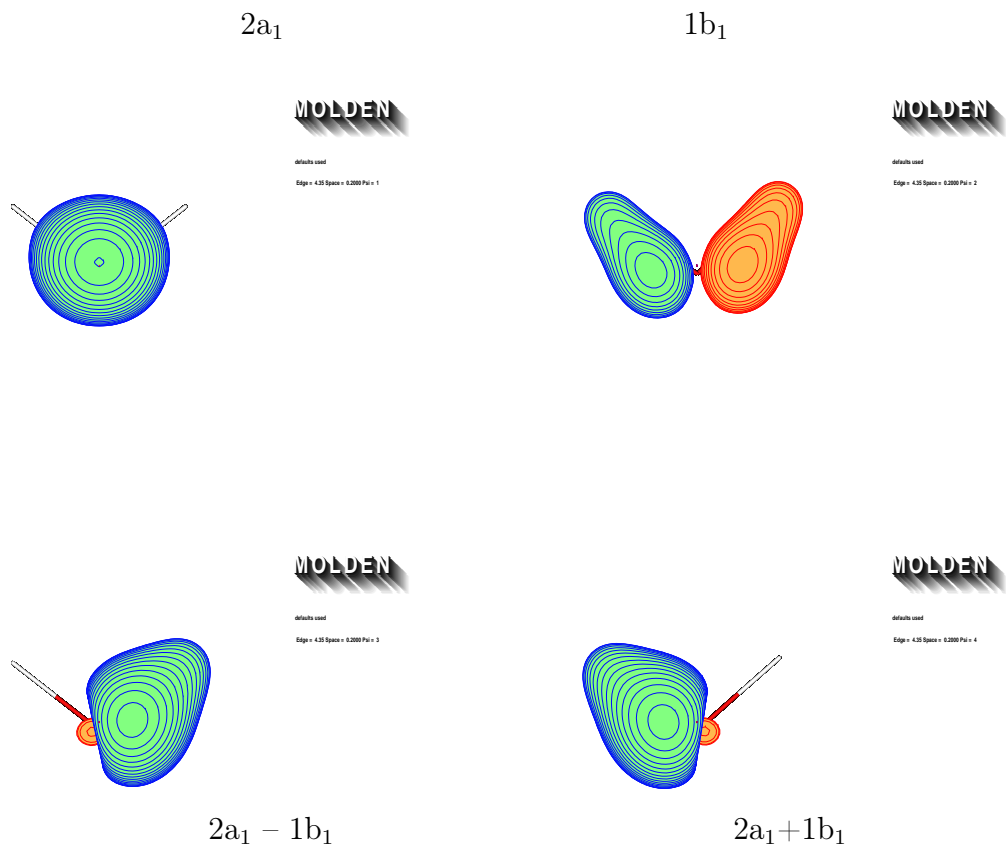 2a₁ 1b₁
MOLDEN MOLDEN
defaults used defaults used
Edge = 4.35 Space = 0.2000 Psi = 1 Edge = 4.35 Space = 0.2000 Psi = 2
MOLDEN MOLDEN
defaults used defaults used
Edge = 4.35 Space = 0.2000 Psi = 3 Edge = 4.35 Space = 0.2000 Psi = 4
2a₁ – 1b₁ 2a₁+1b₁